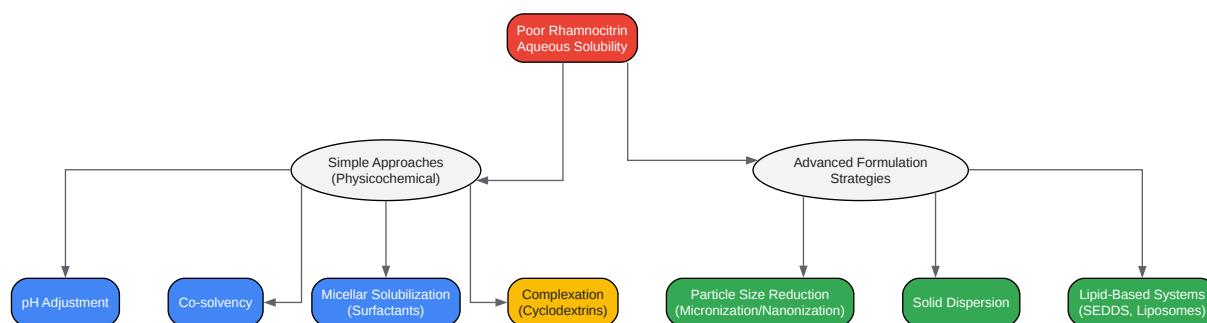 Poor Rhamnocitrin
Aqueous Solubility
Simple Approaches
(Physicochemical)
Advanced Formulation
Strategies
pH Adjustment
Co-solvency
Micellar Solubilization
(Surfactants)
Complexation
(Cyclodextrins)
Particle Size Reduction
(Micronization/Nanonization)
Solid Dispersion
Lipid-Based Systems
(SEDDS, Liposomes)